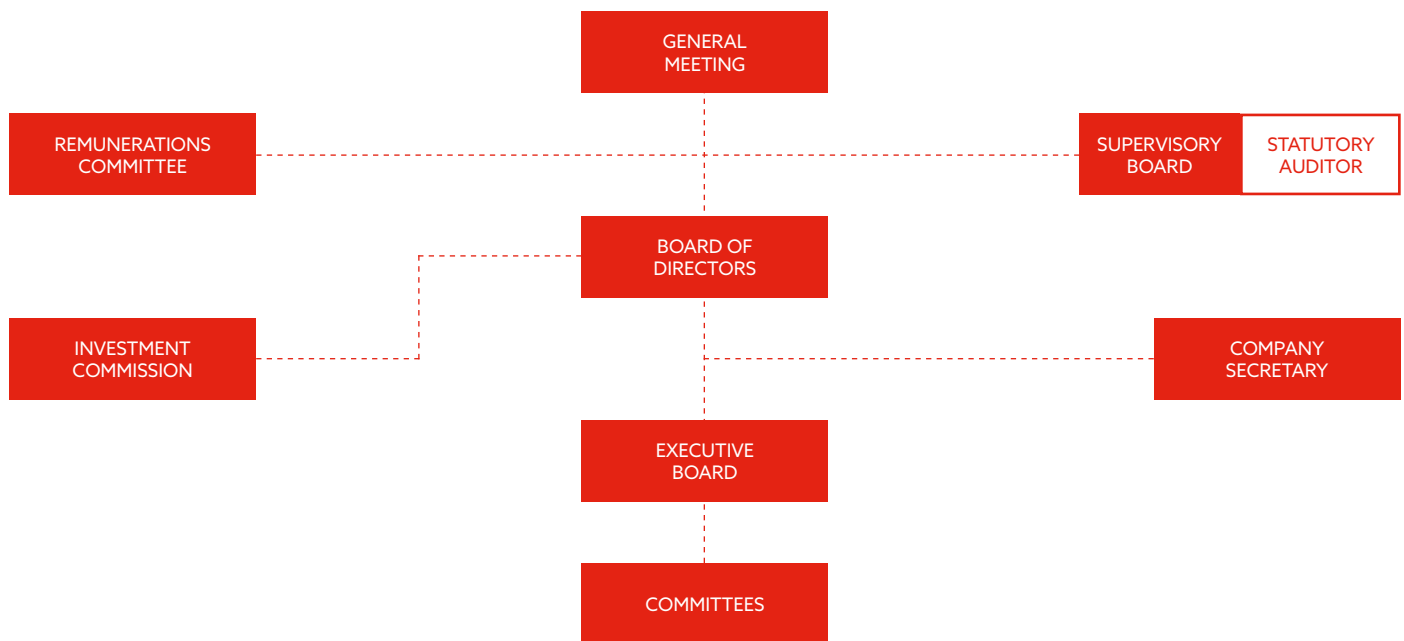 GENERAL
MEETING
REMUNERATIONS
COMMITTEE
SUPERVISORY
BOARD
STATUTORY
AUDITOR
BOARD OF
DIRECTORS
INVESTMENT
COMMISSION
COMPANY
SECRETARY
EXECUTIVE
BOARD
COMMITTEES